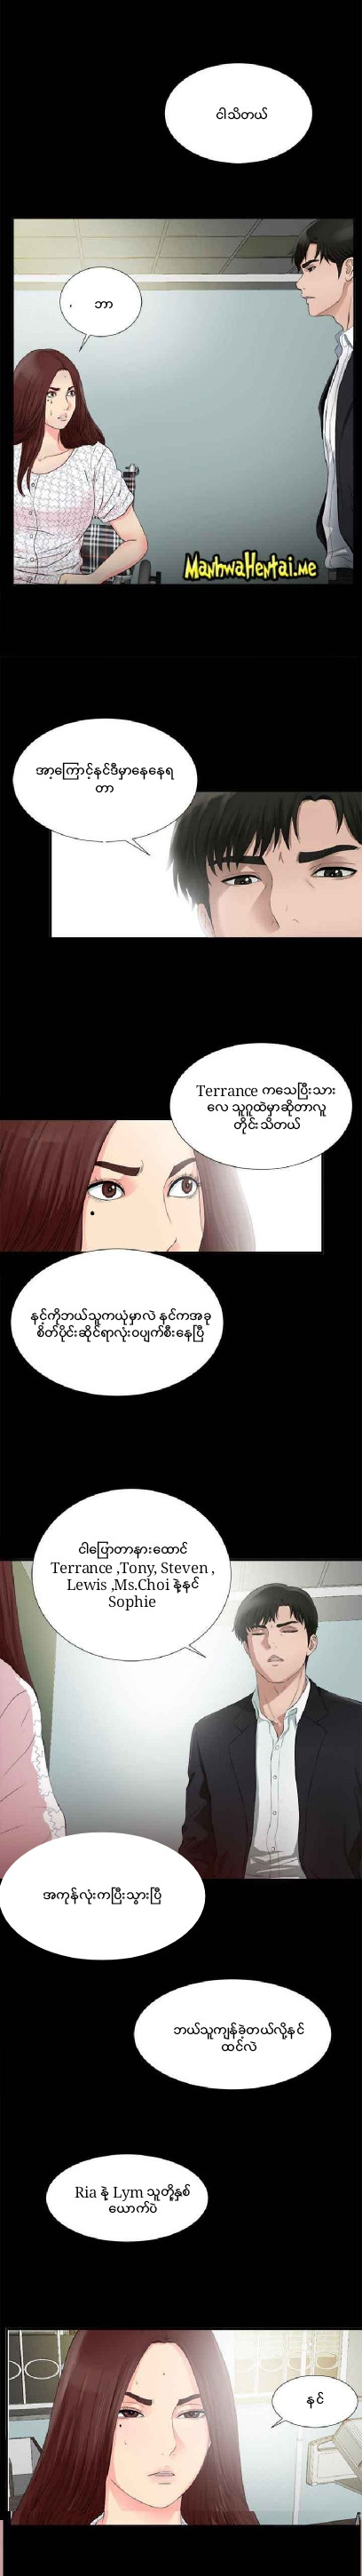 ငါသိတယ်
ဘာ
ManhwaHentai.me
အာ့ကြောင့်နင်ဒီမှာနေနေရ
တာ
Terrance ကသေပြီးသား
လေ သူ့ဂူထဲမှာဆိုတာလူ
တိုင်းသိတယ်
နင့်ကိုဘယ်သူကယုံမှာလဲ နင်ကအခု
စိတ်ပိုင်းဆိုင်ရာလုံးဝပျက်စီးနေပြီ
ငါပြောတာနားထောင်
Terrance ,Tony, Steven ,
Lewis ,Ms.Choi နဲ့နင်
Sophie
အကုန်လုံးကပြီးသွားပြီ
ဘယ်သူကျန်ခဲ့တယ်လို့နင်
ထင်လဲ
Ria နဲ့ Lym သူတို့နှစ်
ယောက်ပဲ
နင်